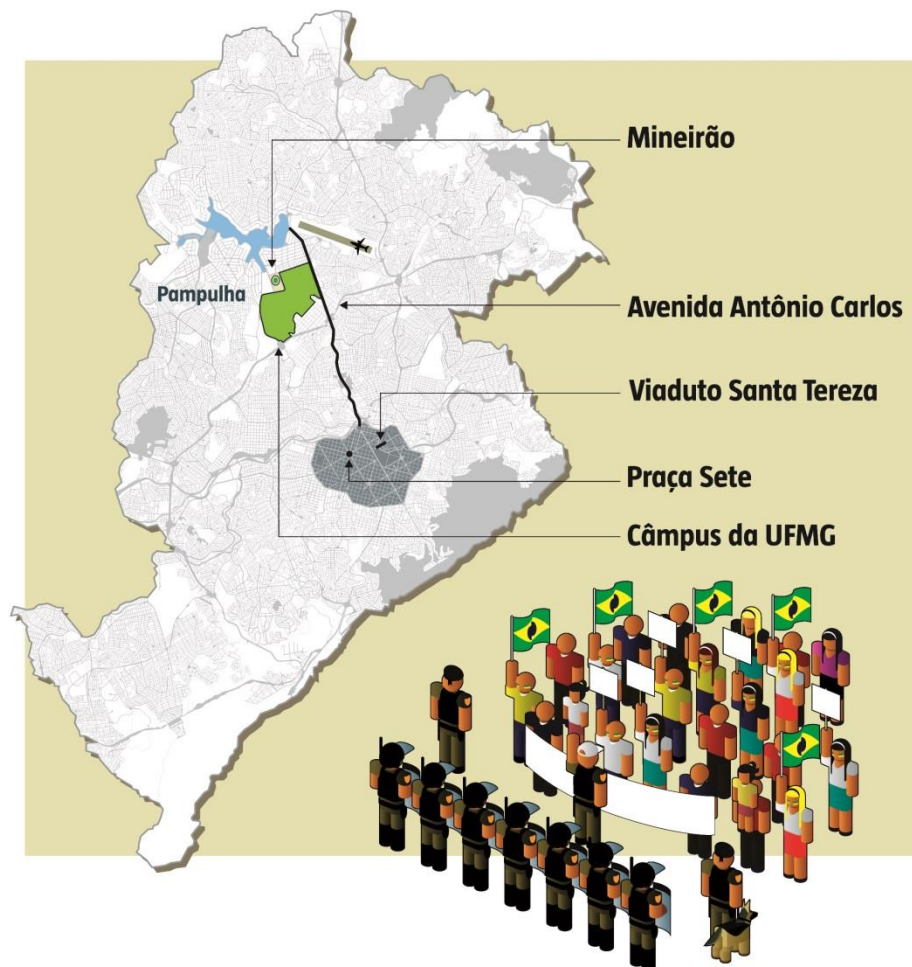 Mineirão
Pampulha
Avenida Antônio Carlos
Viaduto Santa Tereza
Praça Sete
Câmpus da UFMG